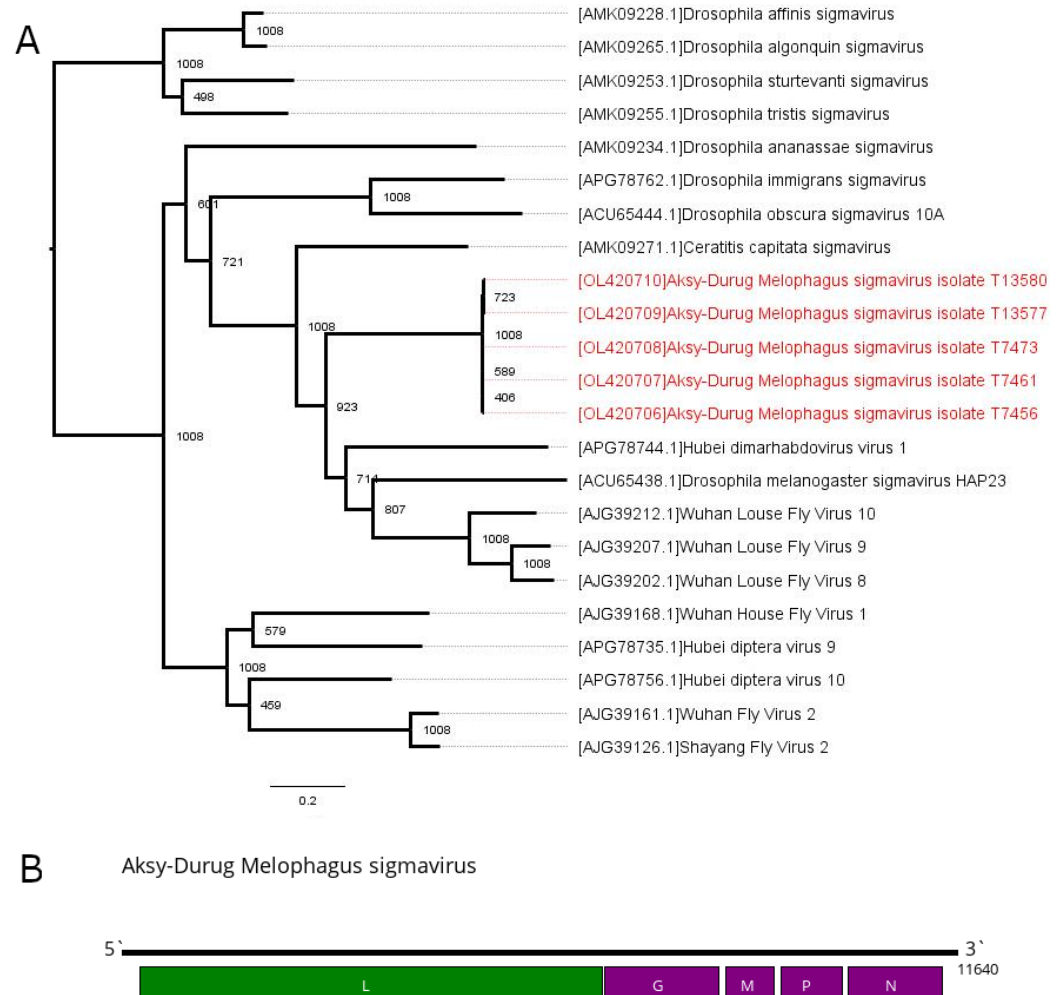 A
[AMK09228.1]Drosophila affinis sigmavirus
1008
[AMK09265.1]Drosophila algonquin sigmavirus
1008
[AMK09253.1]Drosophila sturtevanti sigmavirus
498
[AMK09255.1]Drosophila tristis sigmavirus
[AMK09234.1]Drosophila ananassae sigmavirus
[APG78762.1]Drosophila immigrans sigmavirus
1008
601
[ACU65444.1]Drosophila obscura sigmavirus 10A
[AMK09271.1]Ceratitis capitata sigmavirus
721
[OL420710]Aksy-Durug Melophagus sigmavirus isolate T13580
723
[OL420709]Aksy-Durug Melophagus sigmavirus isolate T13577
1008
1008
[OL420708]Aksy-Durug Melophagus sigmavirus isolate T7473
589
[OL420707]Aksy-Durug Melophagus sigmavirus isolate T7461
406
923
[OL420706]Aksy-Durug Melophagus sigmavirus isolate T7456
1008
[APG78744.1]Hubei dimarhabdovirus virus 1
714
[ACU65438.1]Drosophila melanogaster sigmavirus HAP23
807
[AJG39212.1]Wuhan Louse Fly Virus 10
1008
[AJG39207.1]Wuhan Louse Fly Virus 9
1008
[AJG39202.1]Wuhan Louse Fly Virus 8
[AJG39168.1]Wuhan House Fly Virus 1
579
[APG78735.1]Hubei diptera virus 9
1008
[APG78756.1]Hubei diptera virus 10
459
[AJG39161.1]Wuhan Fly Virus 2
1008
[AJG39126.1]Shayang Fly Virus 2
0.2
B
Aksy-Durug Melophagus sigmavirus
5` 3`
11640
L G M P N